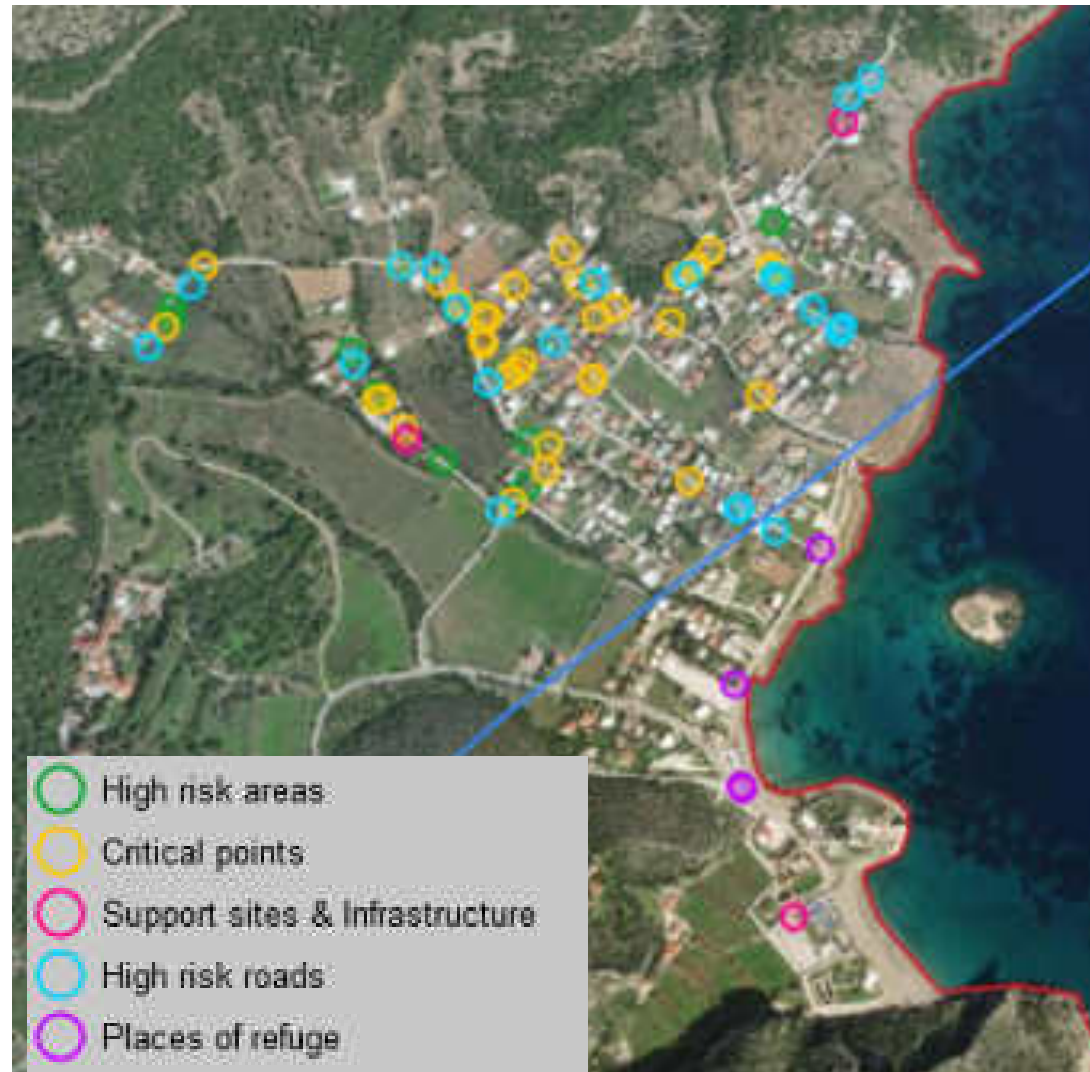 High risk areas
Critical points
Support sites & Infrastructure
High risk roads
Places of refuge